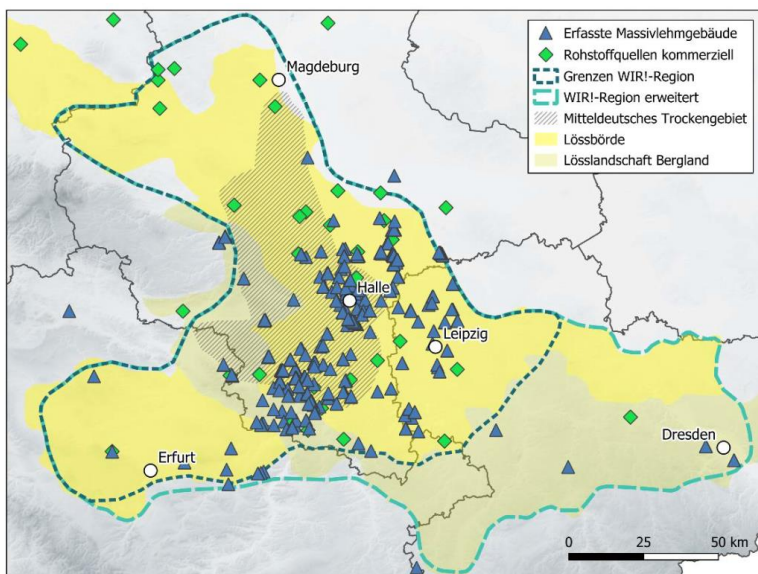 Erfasste Massivlehmgebäude
Rohstoffquellen kommerziell
Grenzen WIR!-Region
WIR!-Region erweitert
Mitteldeutsches Trockengebiet
Lössbörde
Lösslandschaft Bergland
Magdeburg
Halle
Leipzig
Dresden
Erfurt
0 25 50 km